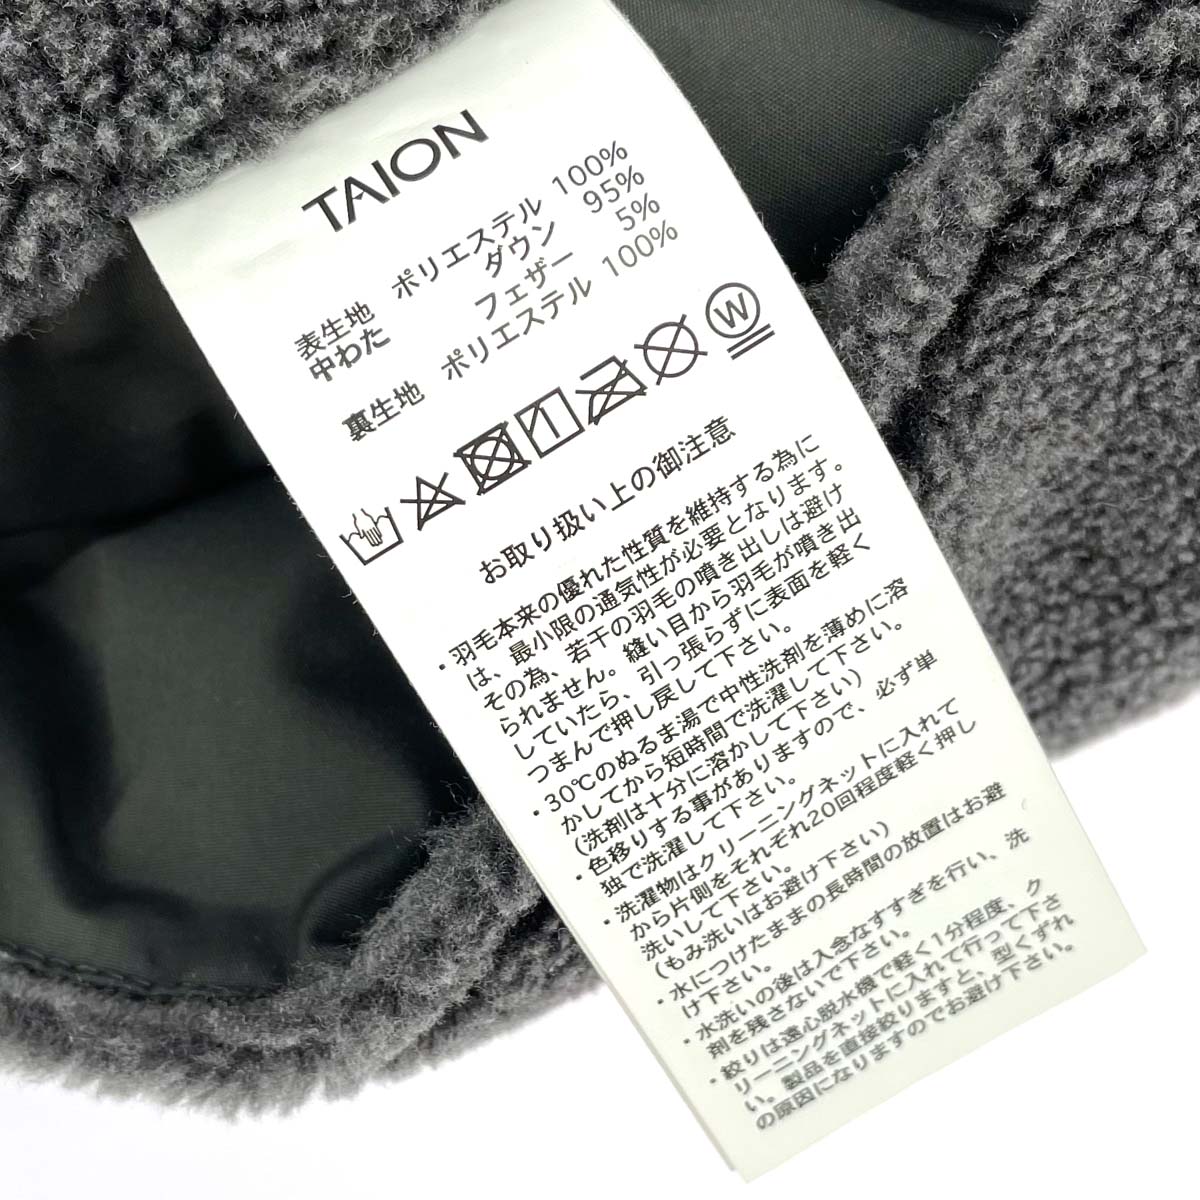 TAION
表生地 ポリエステル 100%
中わた ダウン 95%
フェザー 5%
裏生地 ポリエステル 100%
W
お取り扱い上の御注意
・羽毛本来の優れた性質を維持する為に
は、最小限の通気性が必要となります。
その為、若干の羽毛の噴き出しは避け
られません。縫い目から羽毛が噴き出
していたら、引っ張らずに表面を軽く
つまんで押し戻して下さい。
・30℃のぬるま湯で中性洗剤を薄めに溶
かしてから短時間で洗濯して下さい。
(洗剤は十分に溶かして下さい)
・色移りする事がありますので、必ず単
独で洗濯して下さい。
・洗濯物はクリーニングネットに入れて
から片側をそれぞれ20回程度軽く押し
洗いして下さい。
(もみ洗いはお避け下さい)
・水につけたままの長時間の放置はお避
け下さい。
・水洗いの後は入念なすすぎを行い、洗
剤を残さないで下さい。
・絞りは遠心脱水機で軽く1分程度、ク
リーニングネットに入れて行って下さ
い。製品を直接絞りますと、型くずれ
の原因になりますのでお避け下さい。